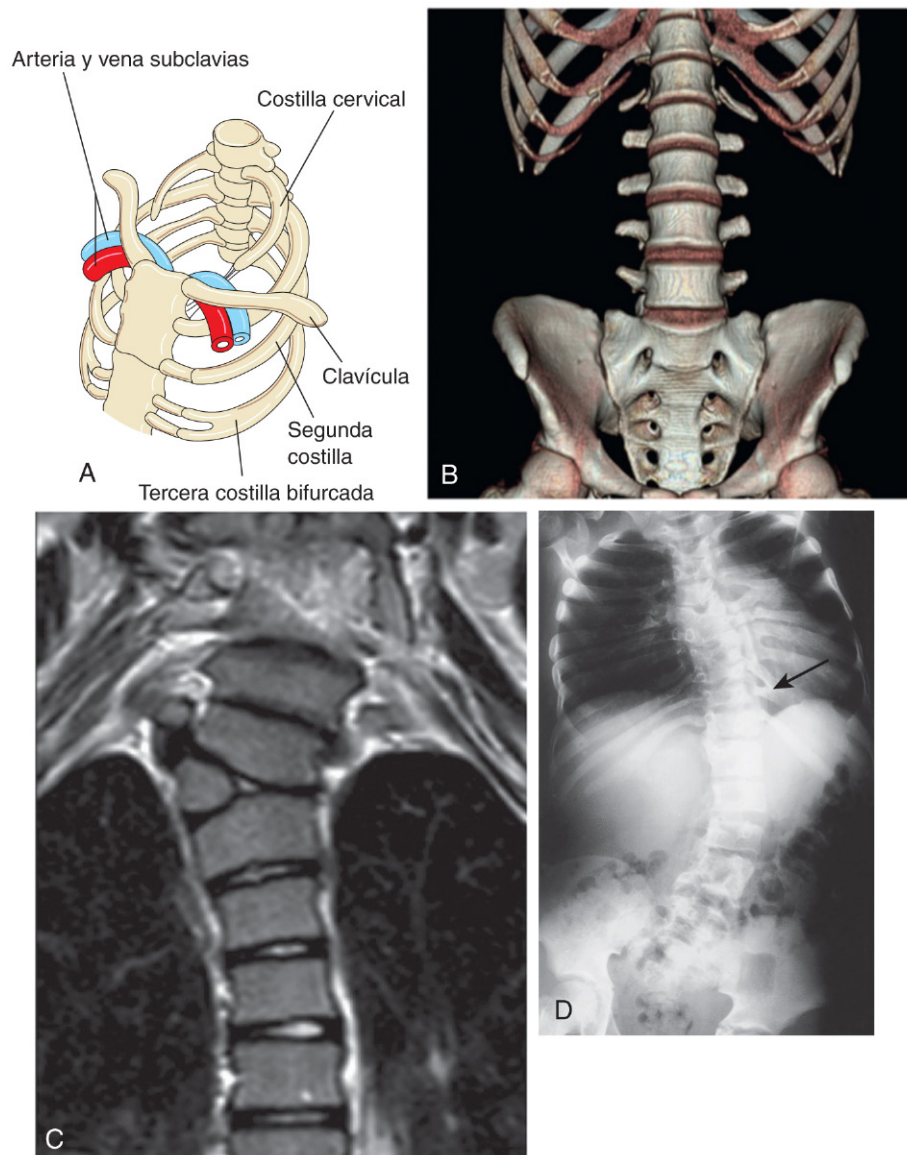 Arteria y vena subclavias
Costilla cervical
Clavícula
Segunda
costilla
Tercera costilla bifurcada
A
B
C
D